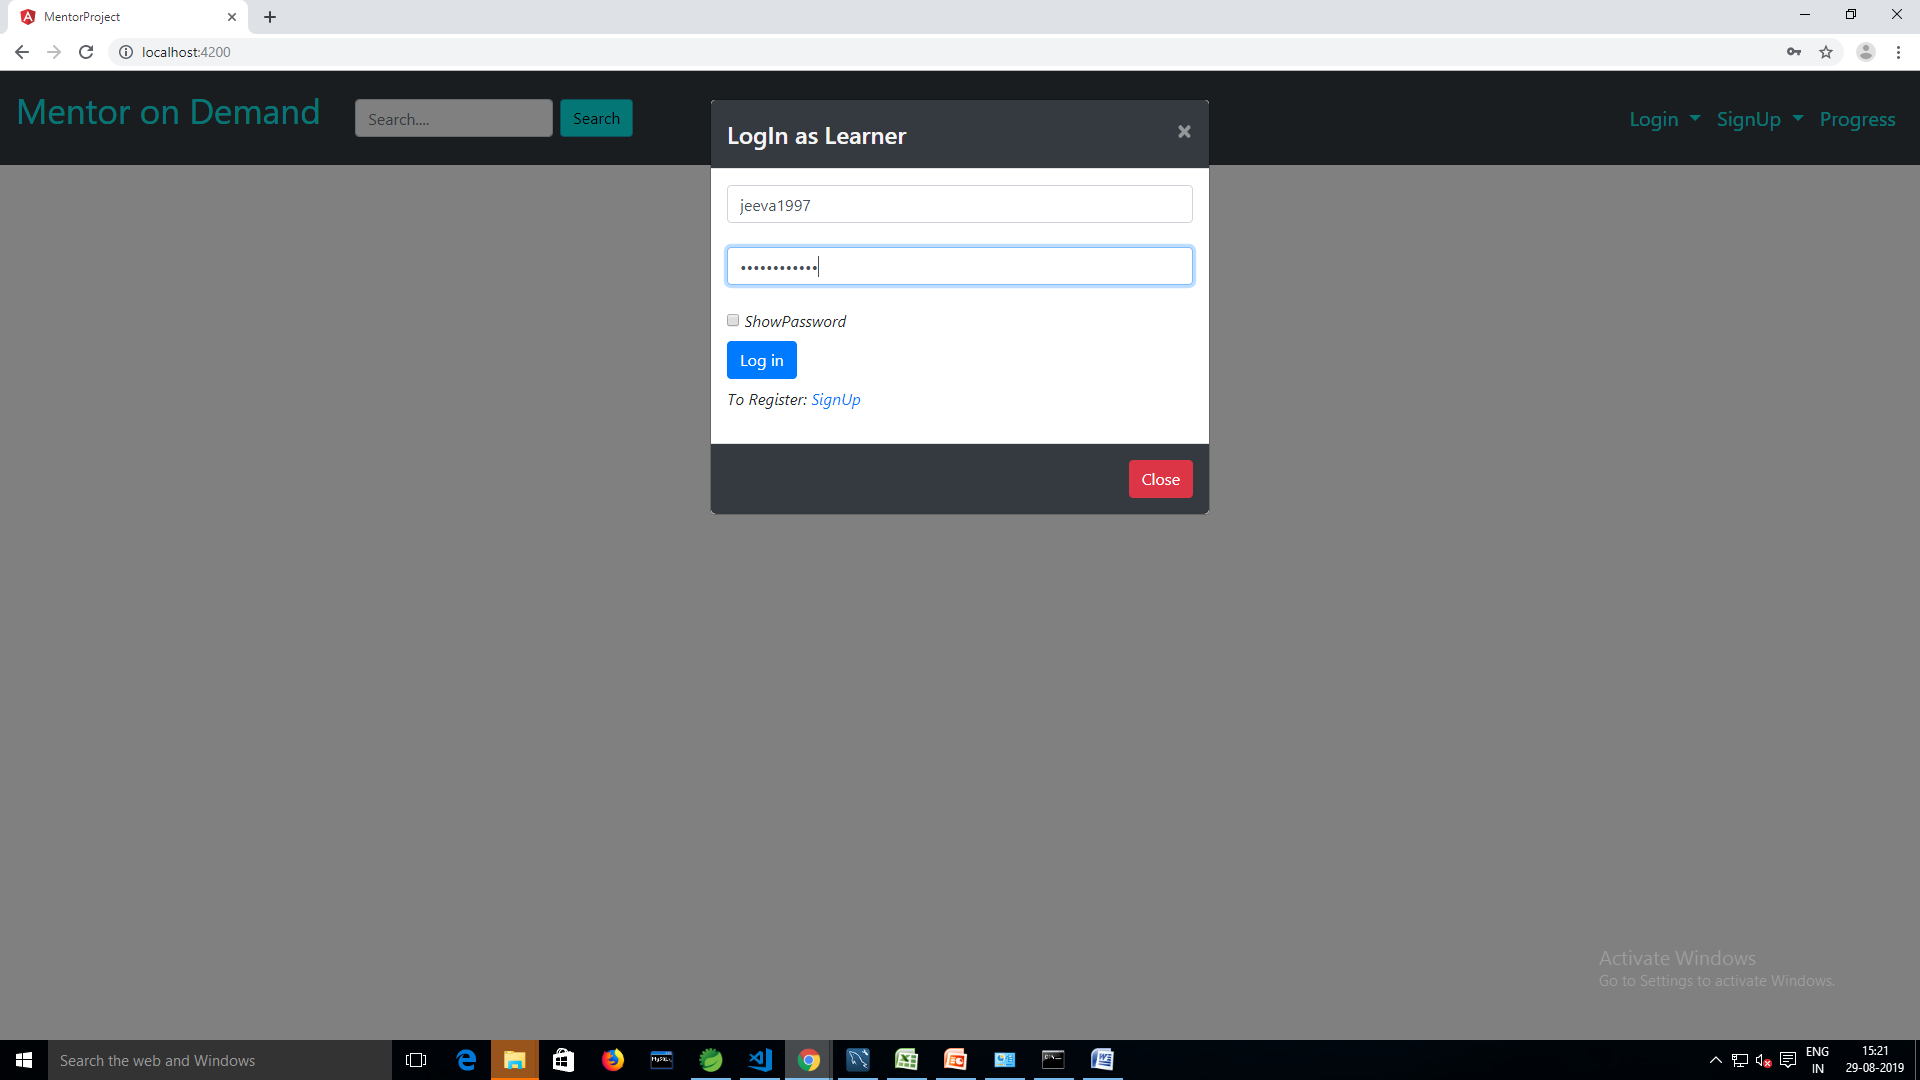 MentorProject
localhost:4200
Mentor on Demand
Search....
Search
Login
SignUp
Progress
LogIn as Learner
×
jeeva1997
••••••••••••
ShowPassword
Log in
To Register: SignUp
Close
Activate Windows
Go to Settings to activate Windows.
Search the web and Windows
ENG
IN
15:21
29-08-2019